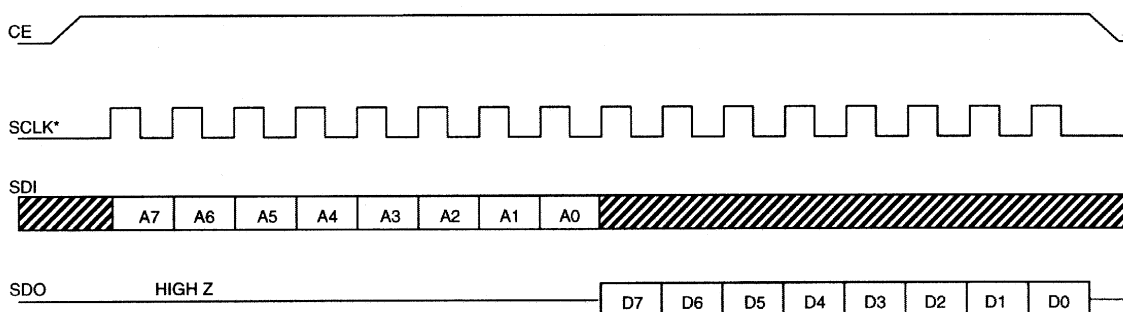 CE
SCLK*
SDI
A7 A6 A5 A4 A3 A2 A1 A0
SDO HIGH Z D7 D6 D5 D4 D3 D2 D1 D0